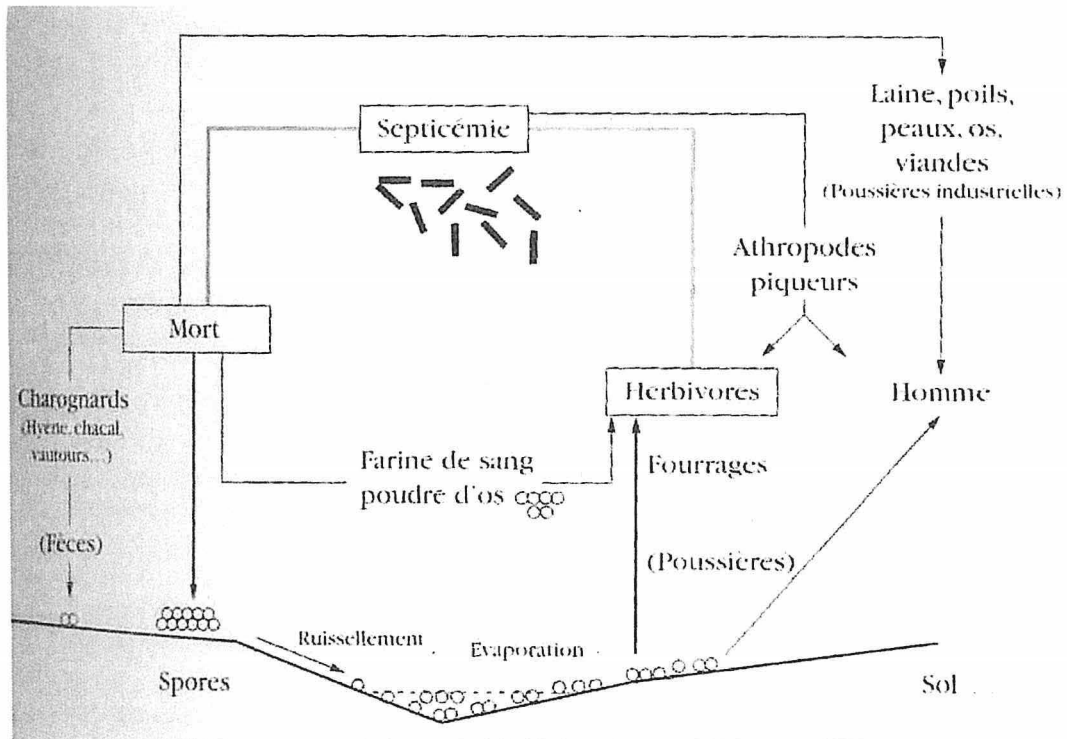 Laine, poils,
peaux, os,
viandes
(Poussières industrielles)
Septicémie
Athropodes
piqueurs
Mort
Herbivores
Homme
Charognards
(Hyène, chacal,
vautours...)
Farine de sang
poudre d'os
Fourrages
(Fèces)
(Poussières)
Ruissellement
Evaporation
Spores
Sol